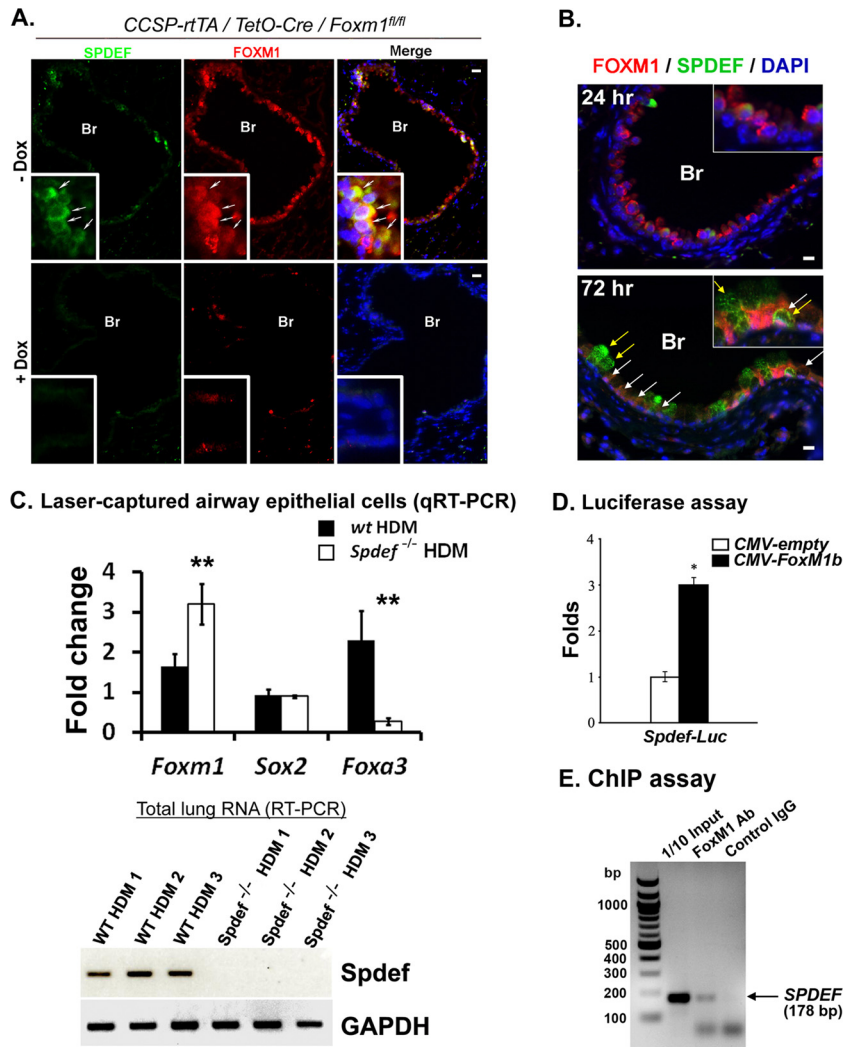 A.
CCSP-rtTA / TetO-Cre / Foxm1fl/fl
SPDEF FOXM1 Merge
- Dox
Br Br Br
+ Dox
Br Br Br
B.
FOXM1 / SPDEF / DAPI
24 hr
Br
72 hr
Br
C. Laser-captured airway epithelial cells (qRT-PCR)
wt HDM
Spdef -/- HDM
Fold change
4
3
2
1
0
**
**
Foxm1 Sox2 Foxa3
Total lung RNA (RT-PCR)
WT HDM 1
WT HDM 2
WT HDM 3
Spdef -/- HDM 1
Spdef -/- HDM 2
Spdef -/- HDM 3
Spdef
GAPDH
D. Luciferase assay
CMV-empty
CMV-FoxM1b
Folds
4
3
2
1
0
*
Spdef-Luc
E. ChIP assay
1/10 Input
FoxM1 Ab
Control IgG
bp
1000
500
400
300
200
100
SPDEF
(178 bp)